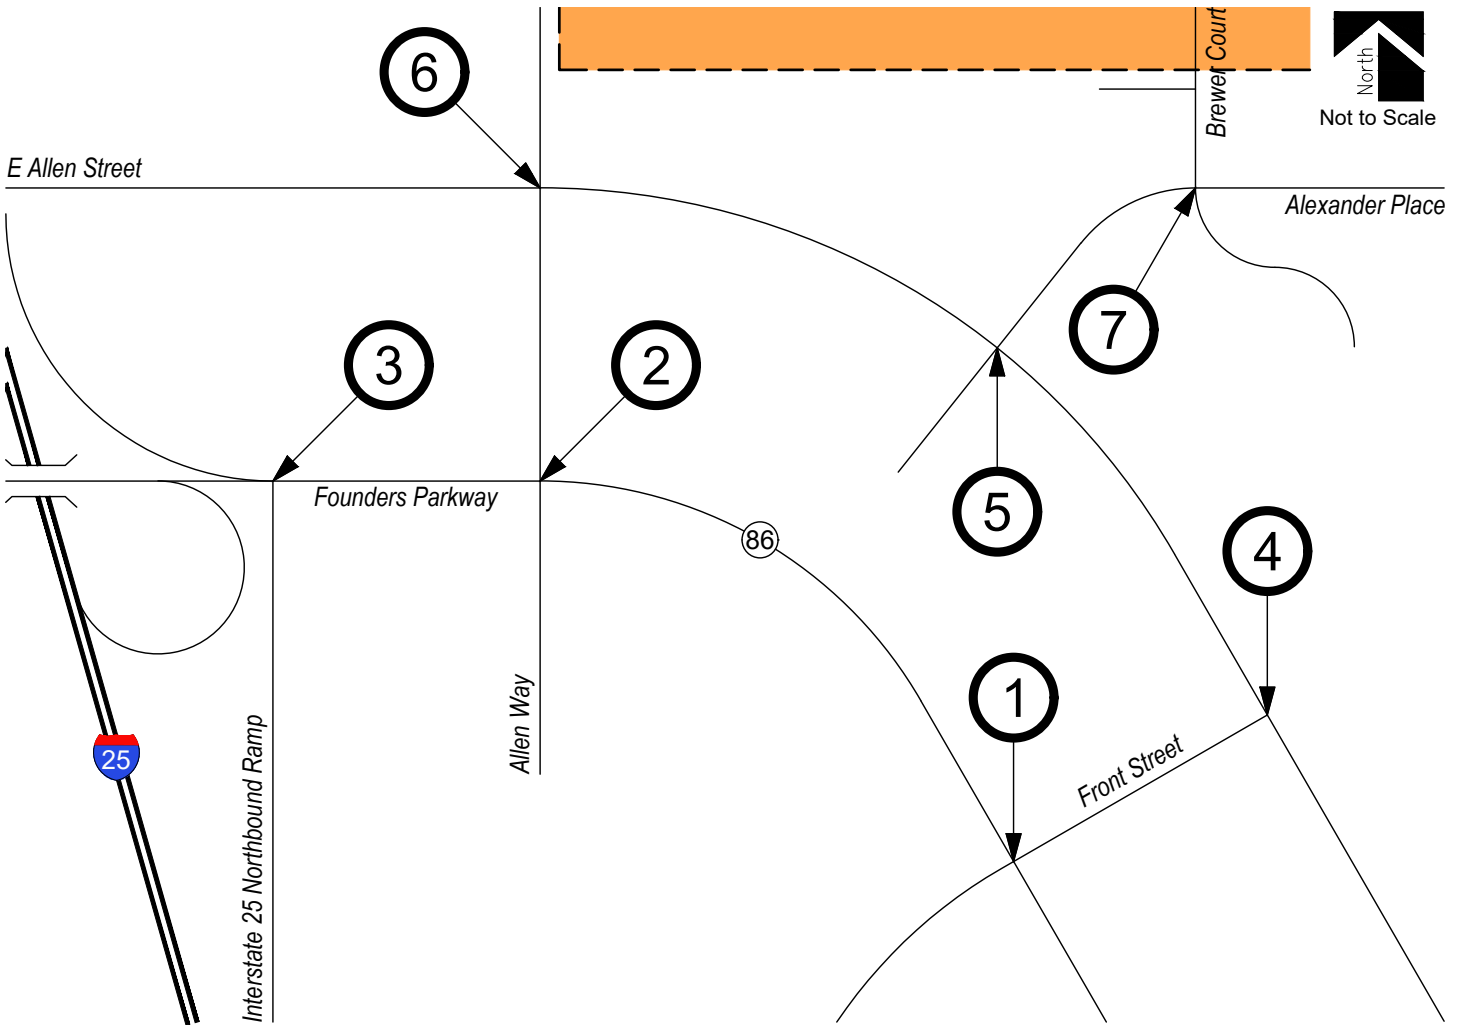 Brewer Court
North
Not to Scale
6
E Allen Street
Alexander Place
7
3
2
Founders Parkway
5
86
4
1
Allen Way
Interstate 25 Northbound Ramp
25
Front Street